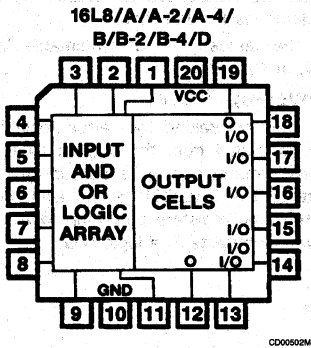 16L8/A/A-2/A-4/
B/B-2/B-4/D
3 2 1 20 19
VCC
4 O 18
I/O
5 INPUT I/O 17
AND
6 OR OUTPUT I/O 16
LOGIC CELLS
7 ARRAY I/O 15
I/O
8 O I/O 14
GND
9 10 11 12 13
CD00502M